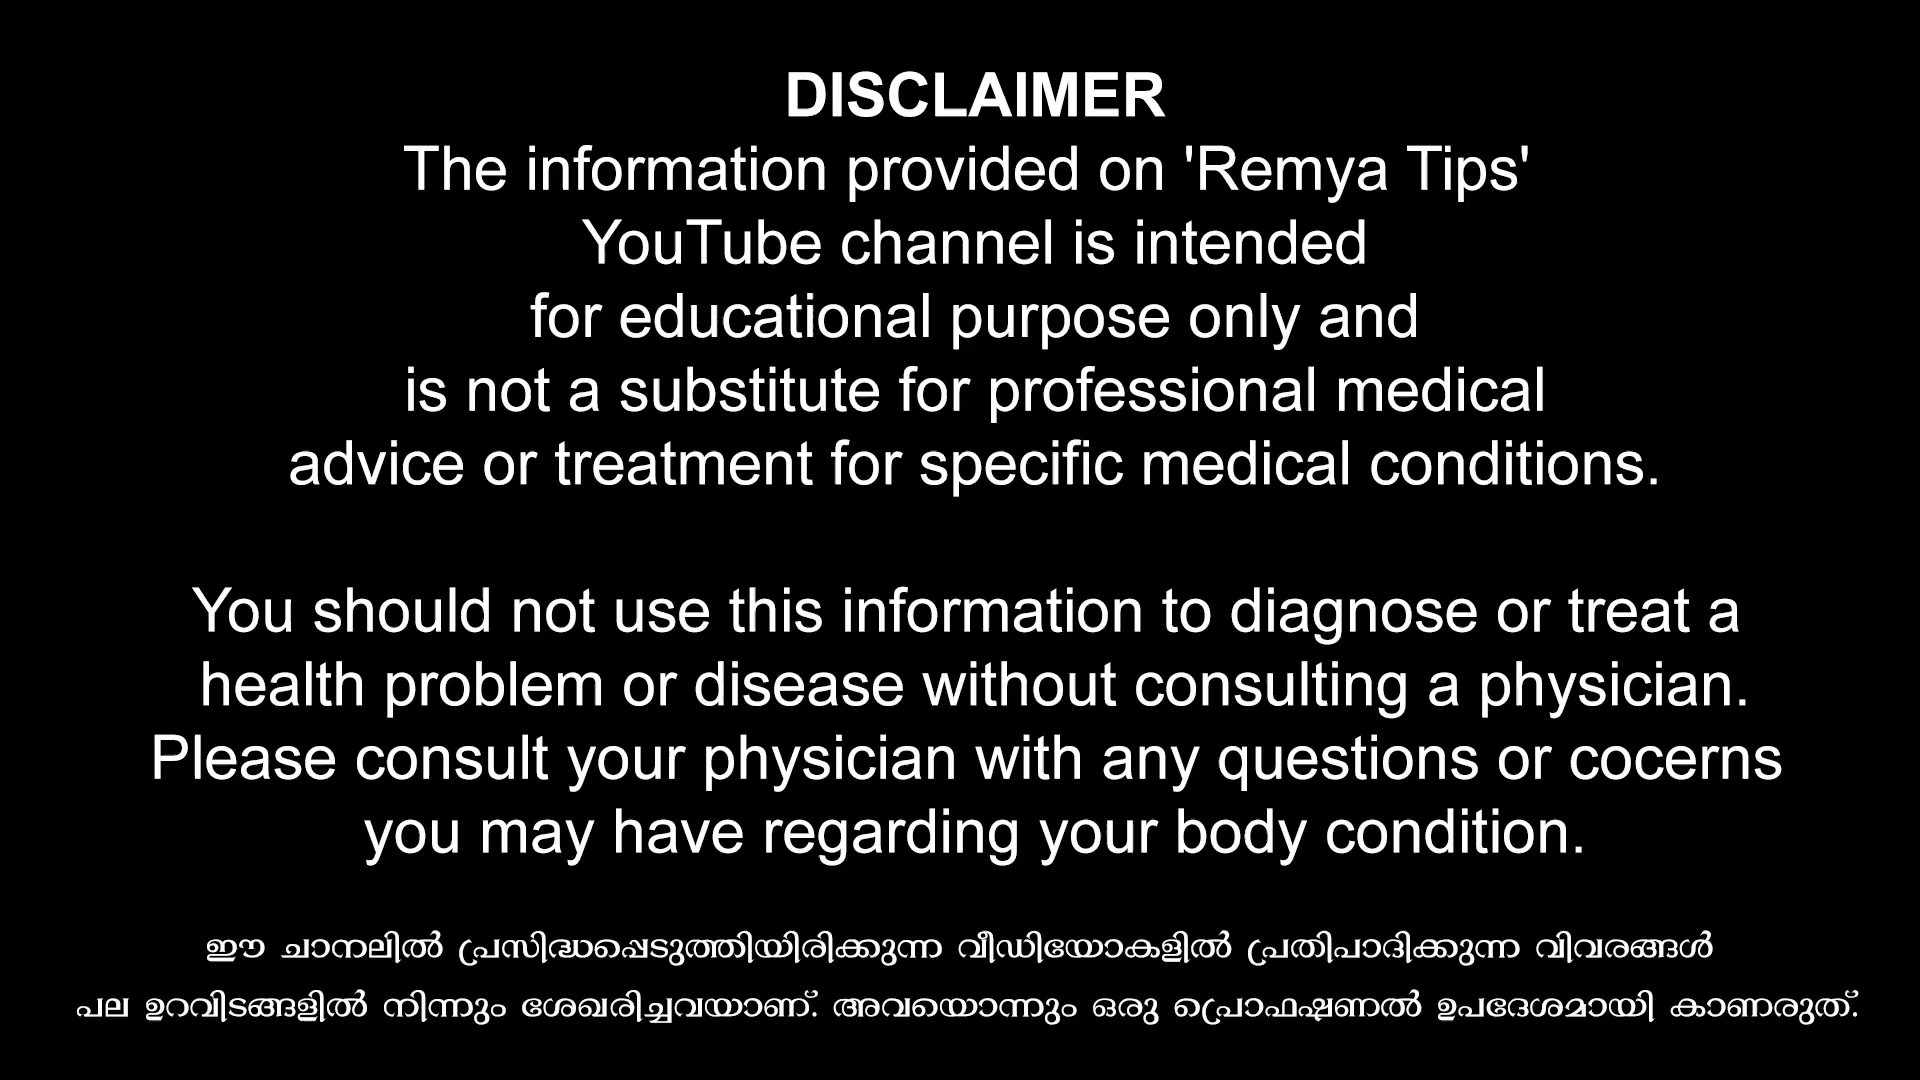 DISCLAIMER
The information provided on 'Remya Tips'
YouTube channel is intended
for educational purpose only and
is not a substitute for professional medical
advice or treatment for specific medical conditions.
You should not use this information to diagnose or treat a
health problem or disease without consulting a physician.
Please consult your physician with any questions or cocerns
you may have regarding your body condition.
ഈ ചാനലിൽ പ്രസിദ്ധപ്പെടുത്തിയിരിക്കുന്ന വീഡിയോകളിൽ പ്രതിപാദിക്കുന്ന വിവരങ്ങൾ
പല ഉറവിടങ്ങളിൽ നിന്നും ശേഖരിച്ചവയാണ്. അവയൊന്നും ഒരു പ്രൊഫഷണൽ ഉപദേശമായി കാണരുത്.